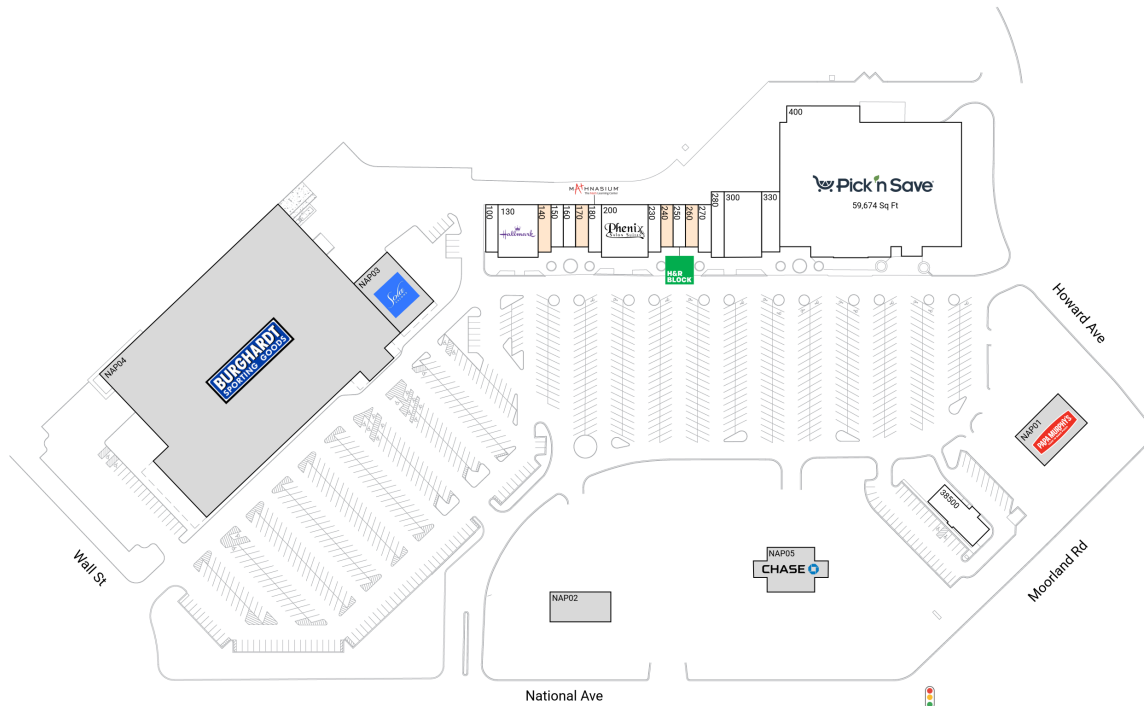 400
Pick 'n Save
59,674 Sq Ft
MATHNASIUM
100
130
Hallmark
140
150
160
170
180
200
Phenix
Salon Suites
230
240
250
260
270
280
300
330
H&R
BLOCK
NAP03
NAP04
BURGHARDT
SPORTING GOODS
Howard Ave
NAP01
PAPA MURPHY'S
38500
Wall St
NAP05
CHASE
Moorland Rd
NAP02
National Ave